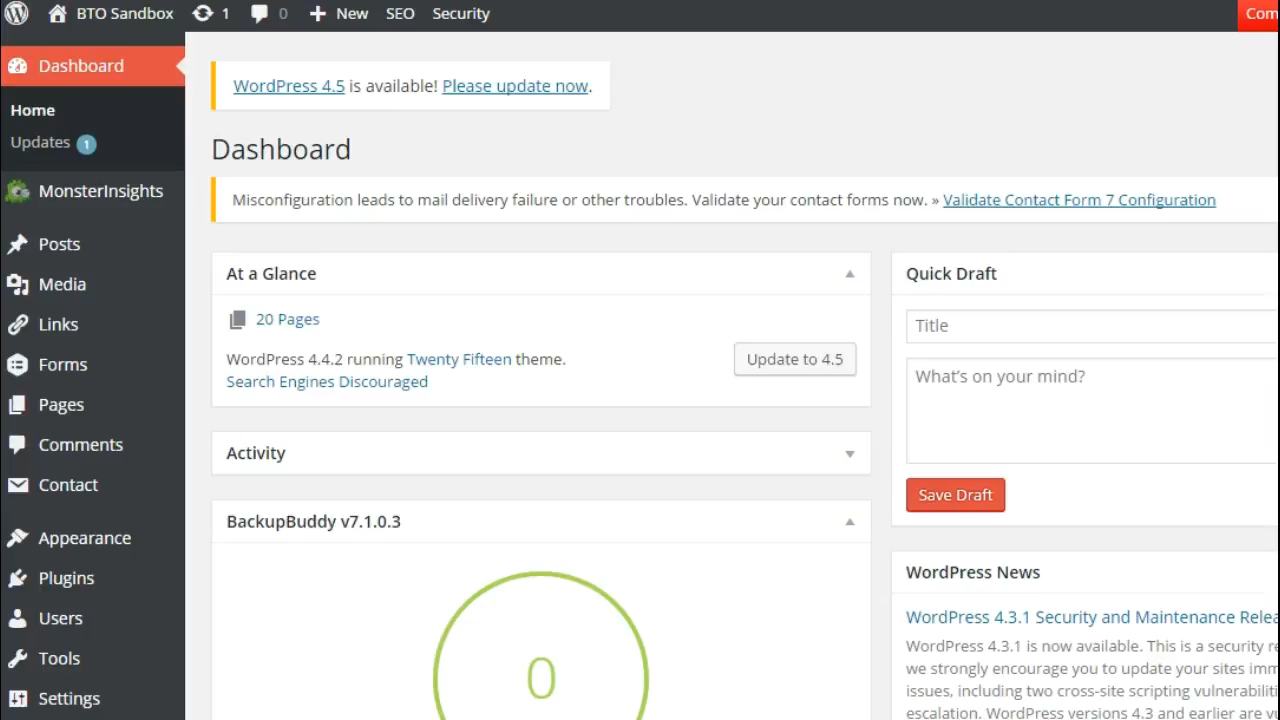 BTO Sandbox 1 0 New SEO Security Com
Dashboard
Home
Updates 1
MonsterInsights
Posts
Media
Links
Forms
Pages
Comments
Contact
Appearance
Plugins
Users
Tools
Settings
WordPress 4.5 is available! Please update now.
Dashboard
Misconfiguration leads to mail delivery failure or other troubles. Validate your contact forms now. » Validate Contact Form 7 Configuration
At a Glance
20 Pages
WordPress 4.4.2 running Twenty Fifteen theme.
Update to 4.5
Search Engines Discouraged
Activity
BackupBuddy v7.1.0.3
0
Quick Draft
Title
What's on your mind?
Save Draft
WordPress News
WordPress 4.3.1 Security and Maintenance Relea
WordPress 4.3.1 is now available. This is a security re
we strongly encourage you to update your sites imm
issues, including two cross-site scripting vulnerabiliti
escalation. WordPress versions 4.3 and earlier are vu